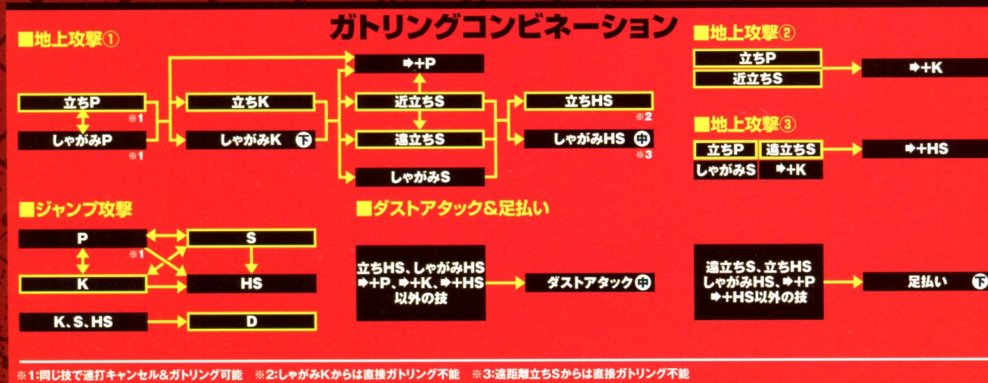 ガトリングコンビネーション
■地上攻撃①
➡+P
立ちP
※1
しゃがみP
※1
立ちK
しゃがみK 下
近立ちS
遠立ちS
しゃがみS
立ちHS
※2
しゃがみHS 中
※3
■地上攻撃②
立ちP
近立ちS
➡+K
■地上攻撃③
立ちP 遠立ちS
しゃがみS ➡+K
➡+HS
■ジャンプ攻撃
P
※1
K
S
HS
K、S、HS
D
■ダストアタック&足払い
立ちHS、しゃがみHS
➡+P、➡+K、➡+HS
以外の技
ダストアタック 中
遠立ちS、立ちHS
しゃがみHS、➡+P
➡+HS以外の技
足払い 下
※1:同じ技で連打キャンセル&ガトリング可能 ※2:しゃがみKからは直接ガトリング不能 ※3:遠距離立ちSからは直接ガトリング不能